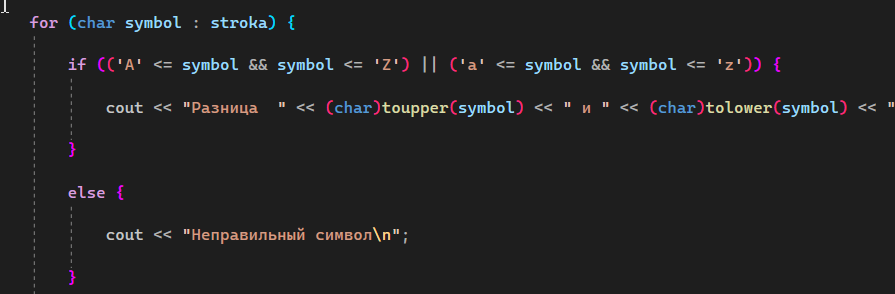 for (char symbol : stroka) {
if (('A' <= symbol && symbol <= 'Z') || ('a' <= symbol && symbol <= 'z')) {
cout << "Разница  " << (char)toupper(symbol) << " и " << (char)tolower(symbol) << "
}
else {
cout << "Неправильный символ\n";
}